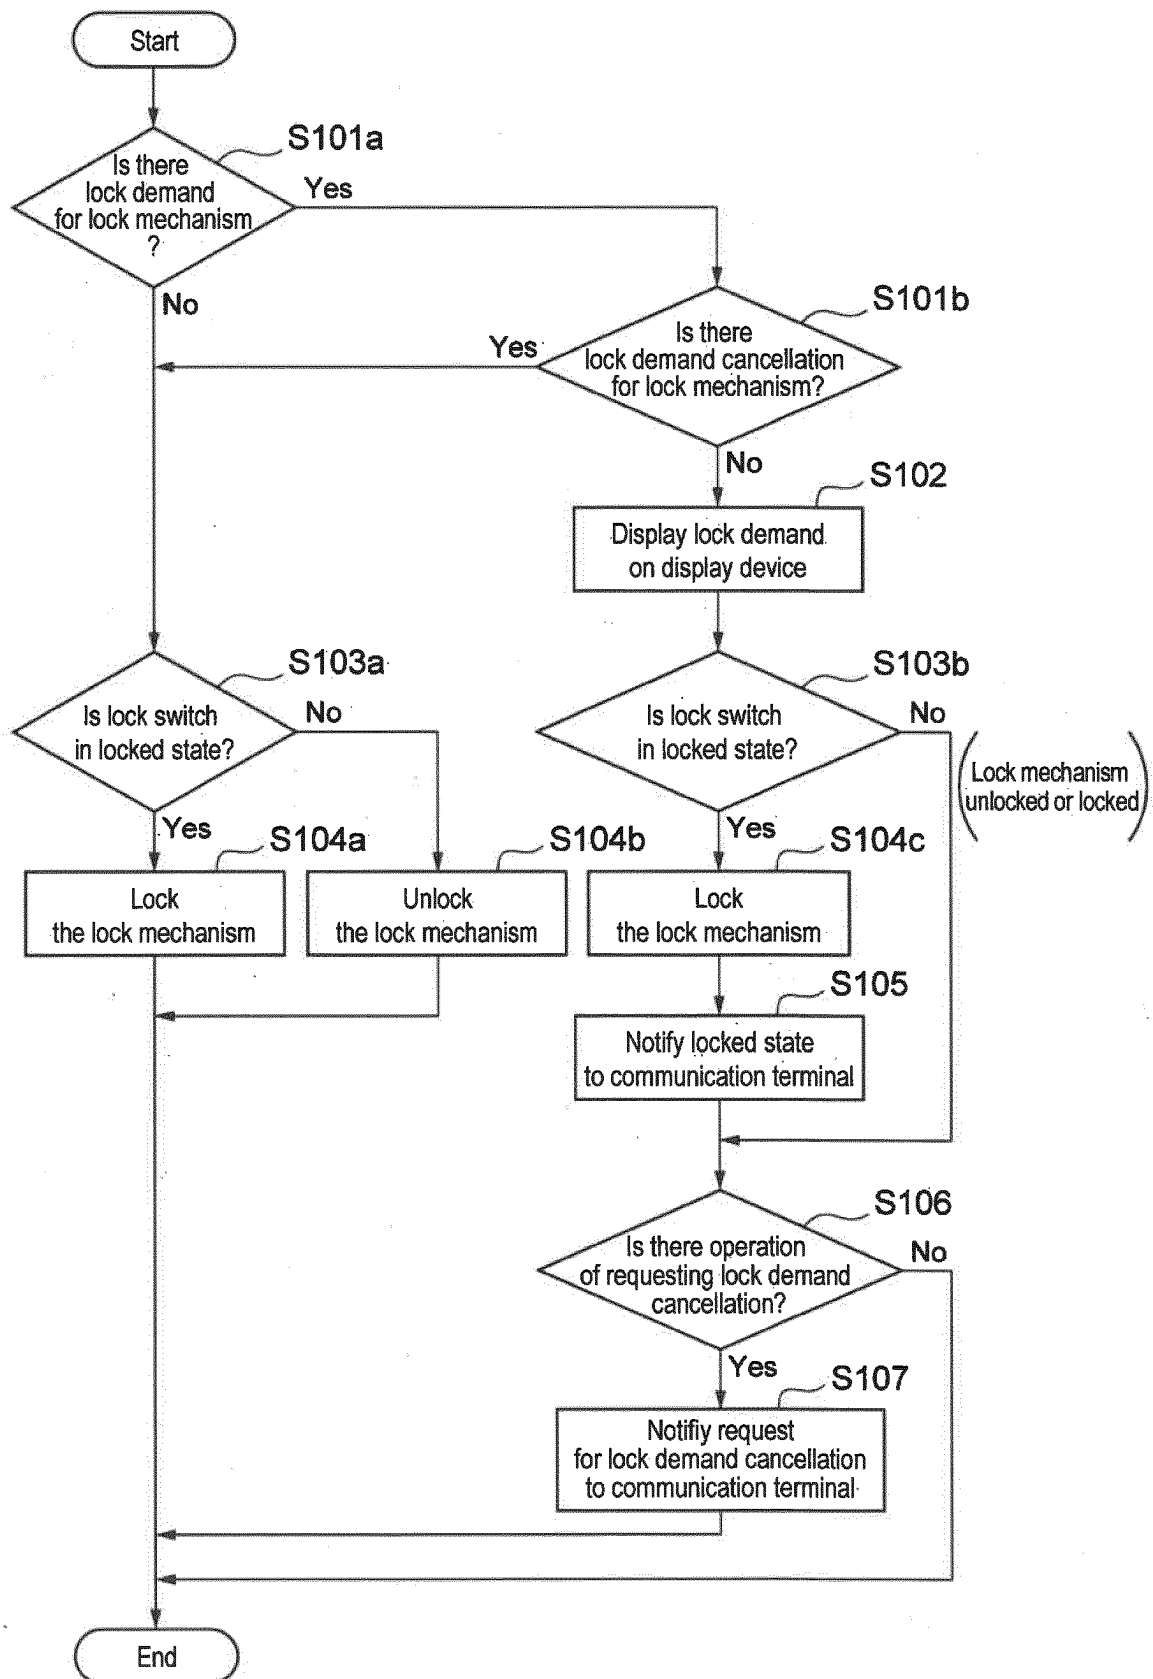 Start
S101a
Is there
lock demand
for lock mechanism
?
Yes
No
S101b
Is there
lock demand cancellation
for lock mechanism?
Yes
No
S102
Display lock demand
on display device
S103a
Is lock switch
in locked state?
No
Yes
S103b
Is lock switch
in locked state?
No
(Lock mechanism
unlocked or locked)
Yes
S104a
Lock
the lock mechanism
S104b
Unlock
the lock mechanism
S104c
Lock
the lock mechanism
S105
Notify locked state
to communication terminal
S106
Is there operation
of requesting lock demand
cancellation?
No
Yes
S107
Notifiy request
for lock demand cancellation
to communication terminal
End